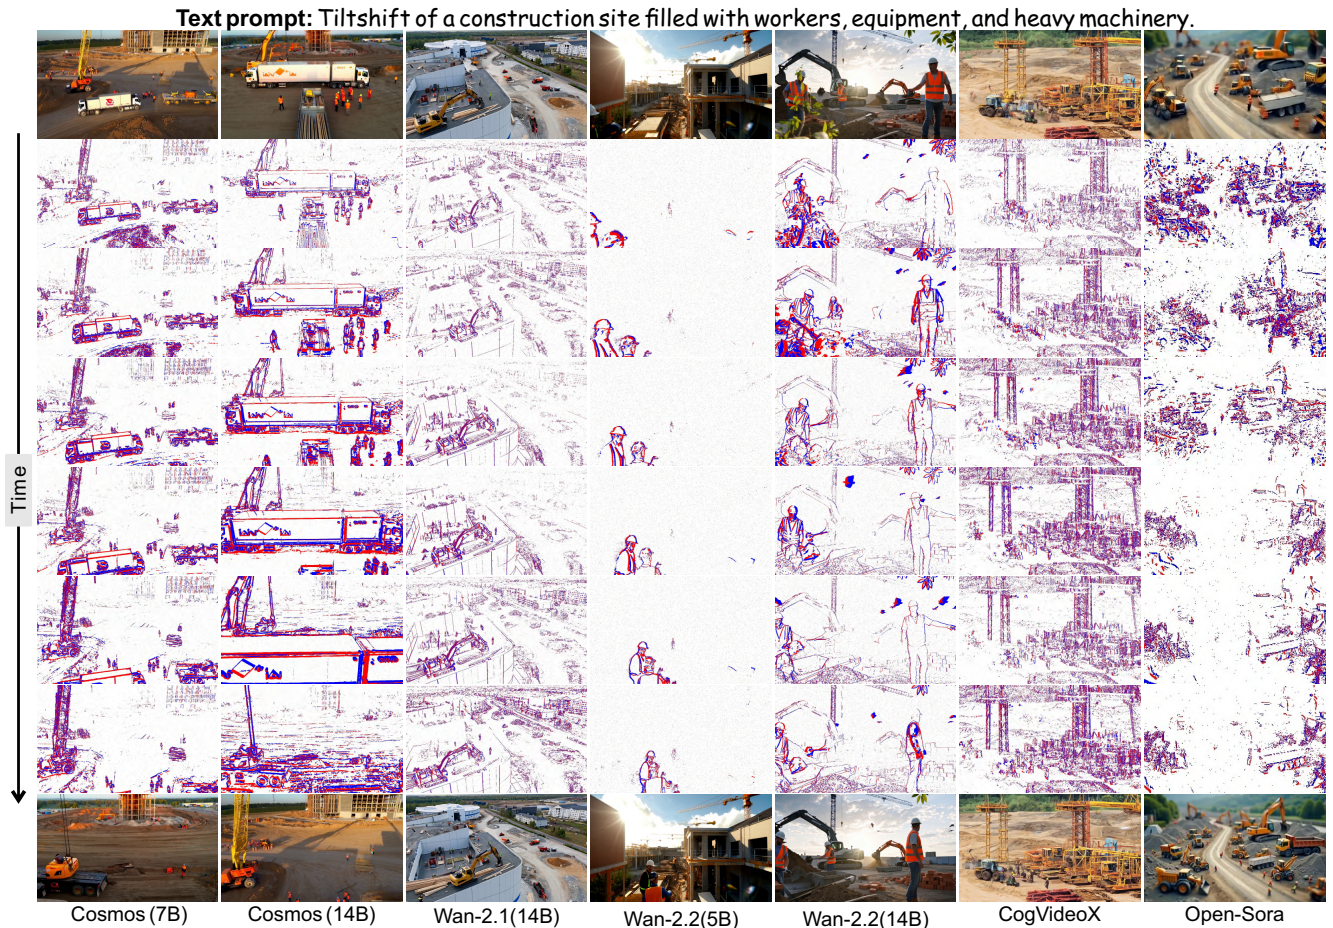 Text prompt: Tiltshift of a construction site filled with workers, equipment, and heavy machinery.
Time
Cosmos (7B)
Cosmos (14B)
Wan-2.1(14B)
Wan-2.2(5B)
Wan-2.2(14B)
CogVideoX
Open-Sora